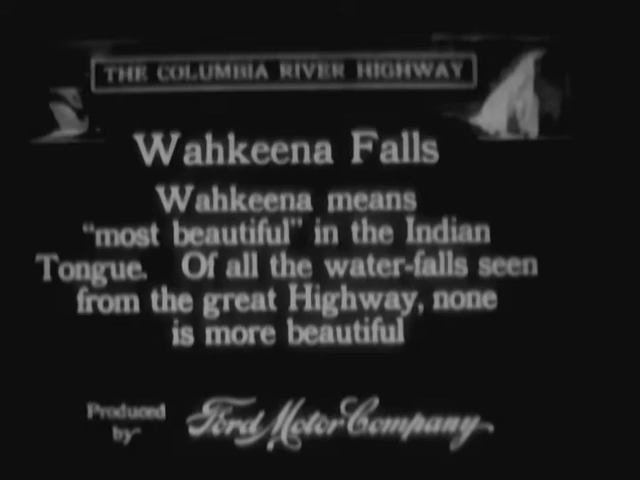 THE COLUMBIA RIVER HIGHWAY
Wahkeena Falls
Wahkeena means
"most beautiful" in the Indian
Tongue. Of all the water-falls seen
from the great Highway, none
is more beautiful
Produced
by
Ford Motor Company